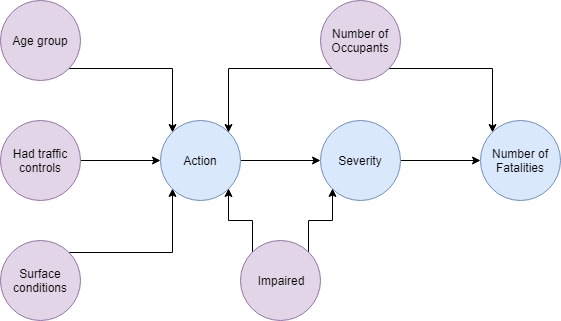 Age group
Number of
Occupants
Had traffic
controls
Action
Severity
Number of
Fatalities
Surface
conditions
Impaired